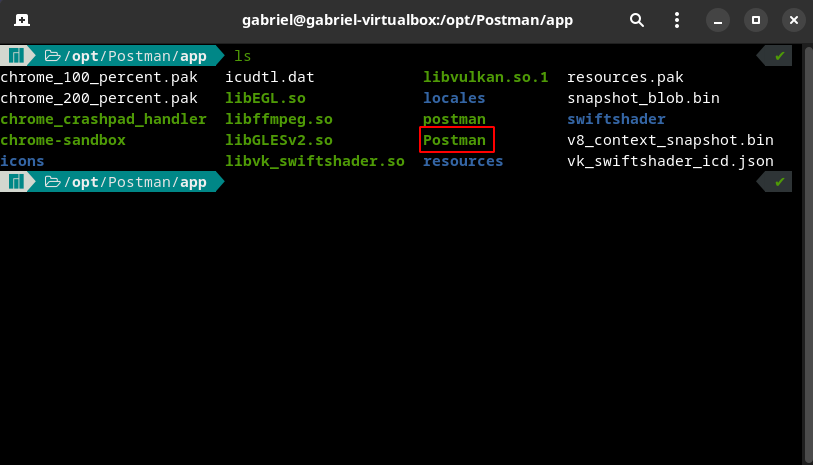 gabriel@gabriel-virtualbox:/opt/Postman/app
/opt/Postman/app ls
chrome_100_percent.pak icudtl.dat libvulkan.so.1 resources.pak
chrome_200_percent.pak libEGL.so locales snapshot_blob.bin
chrome_crashpad_handler libffmpeg.so postman swiftshader
chrome-sandbox libGLESv2.so Postman v8_context_snapshot.bin
icons libvk_swiftshader.so resources vk_swiftshader_icd.json
/opt/Postman/app